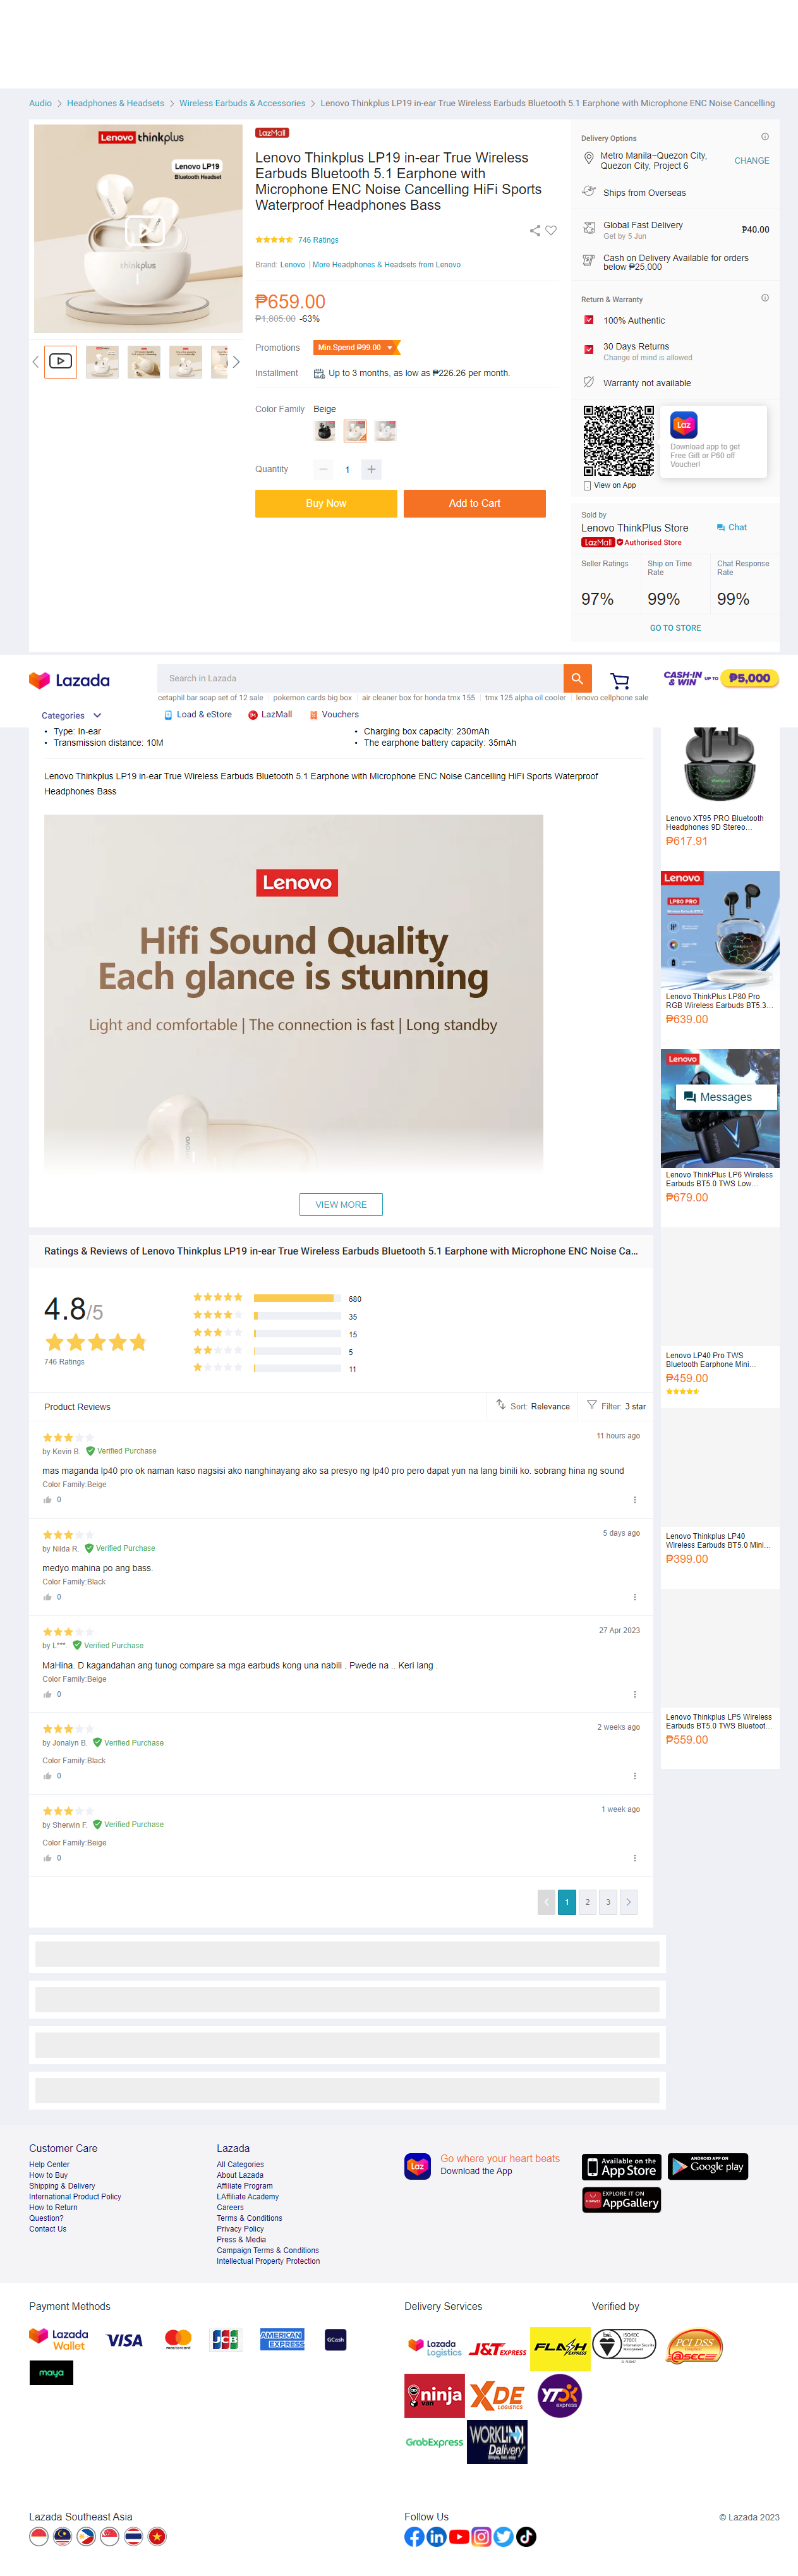 Audio > Headphones & Headsets > Wireless Earbuds & Accessories > Lenovo Thinkplus LP19 in-ear True Wireless Earbuds Bluetooth 5.1 Earphone with Microphone ENC Noise Cancelling
Lenovo thinkplus
Lenovo LP19
Bluetooth Headset
thinkplus
LazMall
Lenovo Thinkplus LP19 in-ear True Wireless
Earbuds Bluetooth 5.1 Earphone with
Microphone ENC Noise Cancelling HiFi Sports
Waterproof Headphones Bass
746 Ratings
Brand: Lenovo | More Headphones & Headsets from Lenovo
₱659.00
₱1,805.00 -63%
Promotions Min.Spend ₱99.00
Installment Up to 3 months, as low as ₱226.26 per month.
Color Family Beige
Quantity 1
Buy Now Add to Cart
Delivery Options
Metro Manila~Quezon City,
Quezon City, Project 6
CHANGE
Ships from Overseas
Global Fast Delivery ₱40.00
Get by 5 Jun
Cash on Delivery Available for orders
below ₱25,000
Return & Warranty
100% Authentic
30 Days Returns
Change of mind is allowed
Warranty not available
Laz
Download app to get
Free Gift or P60 off
Voucher!
View on App
Sold by
Lenovo ThinkPlus Store Chat
LazMall Authorised Store
Seller Ratings
Ship on Time
Rate
Chat Response
Rate
97% 99% 99%
GO TO STORE
Lazada
Search in Lazada
CASH-IN
& WIN UP TO ₱5,000
cetaphil bar soap set of 12 sale pokemon cards big box air cleaner box for honda tmx 155 tmx 125 alpha oil cooler lenovo cellphone sale
Categories Load & eStore LazMall Vouchers
Type: In-ear
Charging box capacity: 230mAh
Transmission distance: 10M
The earphone battery capacity: 35mAh
Lenovo Thinkplus LP19 in-ear True Wireless Earbuds Bluetooth 5.1 Earphone with Microphone ENC Noise Cancelling HiFi Sports Waterproof
Headphones Bass
Lenovo
Hifi Sound Quality
Each glance is stunning
Light and comfortable | The connection is fast | Long standby
Lenovo
VIEW MORE
Lenovo XT95 PRO Bluetooth
Headphones 9D Stereo...
₱617.91
Lenovo
LP80 PRO
Lenovo ThinkPlus LP80 Pro
RGB Wireless Earbuds BT5.3...
₱639.00
Lenovo
Messages
Lenovo ThinkPlus LP6 Wireless
Earbuds BT5.0 TWS Low...
₱679.00
Lenovo LP40 Pro TWS
Bluetooth Earphone Mini...
₱459.00
Lenovo Thinkplus LP40
Wireless Earbuds BT5.0 Mini...
₱399.00
Lenovo Thinkplus LP5 Wireless
Earbuds BT5.0 TWS Bluetoot...
₱559.00
Ratings & Reviews of Lenovo Thinkplus LP19 in-ear True Wireless Earbuds Bluetooth 5.1 Earphone with Microphone ENC Noise Ca...
4.8/5
746 Ratings
680
35
15
5
11
Product Reviews
Sort: Relevance
Filter: 3 star
11 hours ago
by Kevin B. Verified Purchase
mas maganda lp40 pro ok naman kaso nagsisi ako nanghinayang ako sa presyo ng lp40 pro pero dapat yun na lang binili ko. sobrang hina ng sound
Color Family:Beige
0
5 days ago
by Nilda R. Verified Purchase
medyo mahina po ang bass.
Color Family:Black
0
27 Apr 2023
by L***. Verified Purchase
MaHina. D kagandahan ang tunog compare sa mga earbuds kong una nabili . Pwede na .. Keri lang .
Color Family:Beige
0
2 weeks ago
by Jonalyn B. Verified Purchase
Color Family:Black
0
1 week ago
by Sherwin F. Verified Purchase
Color Family:Beige
0
1 2 3
Customer Care
Help Center
How to Buy
Shipping & Delivery
International Product Policy
How to Return
Question?
Contact Us
Lazada
All Categories
About Lazada
Affiliate Program
LAffiliate Academy
Careers
Terms & Conditions
Privacy Policy
Press & Media
Campaign Terms & Conditions
Intellectual Property Protection
Laz
Go where your heart beats
Download the App
Available on the
App Store
ANDROID APP ON
Google play
EXPLORE IT ON
AppGallery
Payment Methods
Lazada
Wallet
VISA
mastercard
JCB
AMERICAN
EXPRESS
GCash
maya
Delivery Services
Lazada
Logistics
J&T EXPRESS
FLASH
EXPRESS
ninja
van
XDE
LOGISTICS
YTO
express
GrabExpress
WORKLINK
Delivery
Verified by
bsi.
ISO/IEC
27001
PCI DSS
@SEC
Lazada Southeast Asia
Follow Us
© Lazada 2023